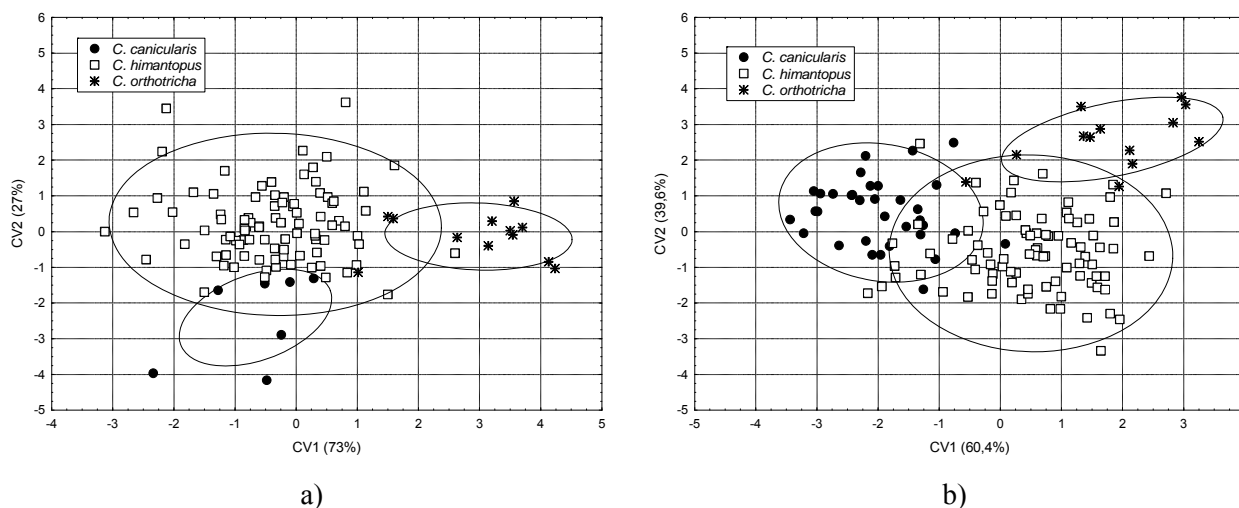 6
5
4
3
2
1
0
-1
-2
-3
-4
-5
CV2 (27%)
C. canicularis
C. himantopus
C. orthotricha
-4 -3 -2 -1 0 1 2 3 4 5
CV1 (73%)
a)
6
5
4
3
2
1
0
-1
-2
-3
-4
-5
CV2 (39,6%)
C. canicularis
C. himantopus
C. orthotricha
-4 -3 -2 -1 0 1 2 3
CV1 (60,4%)
b)